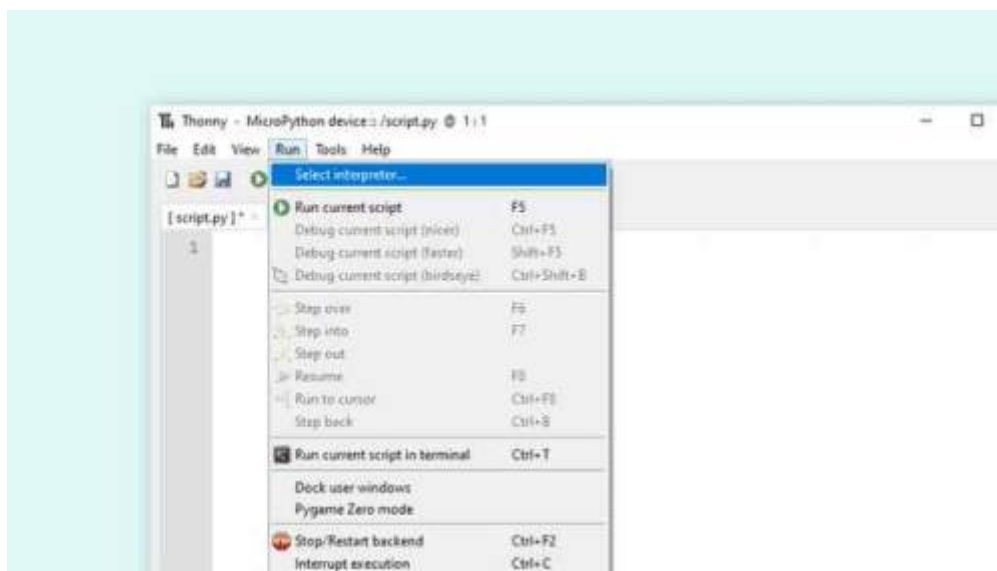 Thonny - MicroPython device :: /script.py @ 1 : 1
File Edit View Run Tools Help
Select interpreter...
[ script.py ] *
Run current script F5
Debug current script (nicer) Ctrl+F5
Debug current script (faster) Shift+F5
Debug current script (birdseye) Ctrl+Shift+B
1
Step over F6
Step into F7
Step out
Resume F8
Run to cursor Ctrl+F8
Step back Ctrl+B
Run current script in terminal Ctrl+T
Dock user windows
Pygame Zero mode
Stop/Restart backend Ctrl+F2
Interrupt execution Ctrl+C